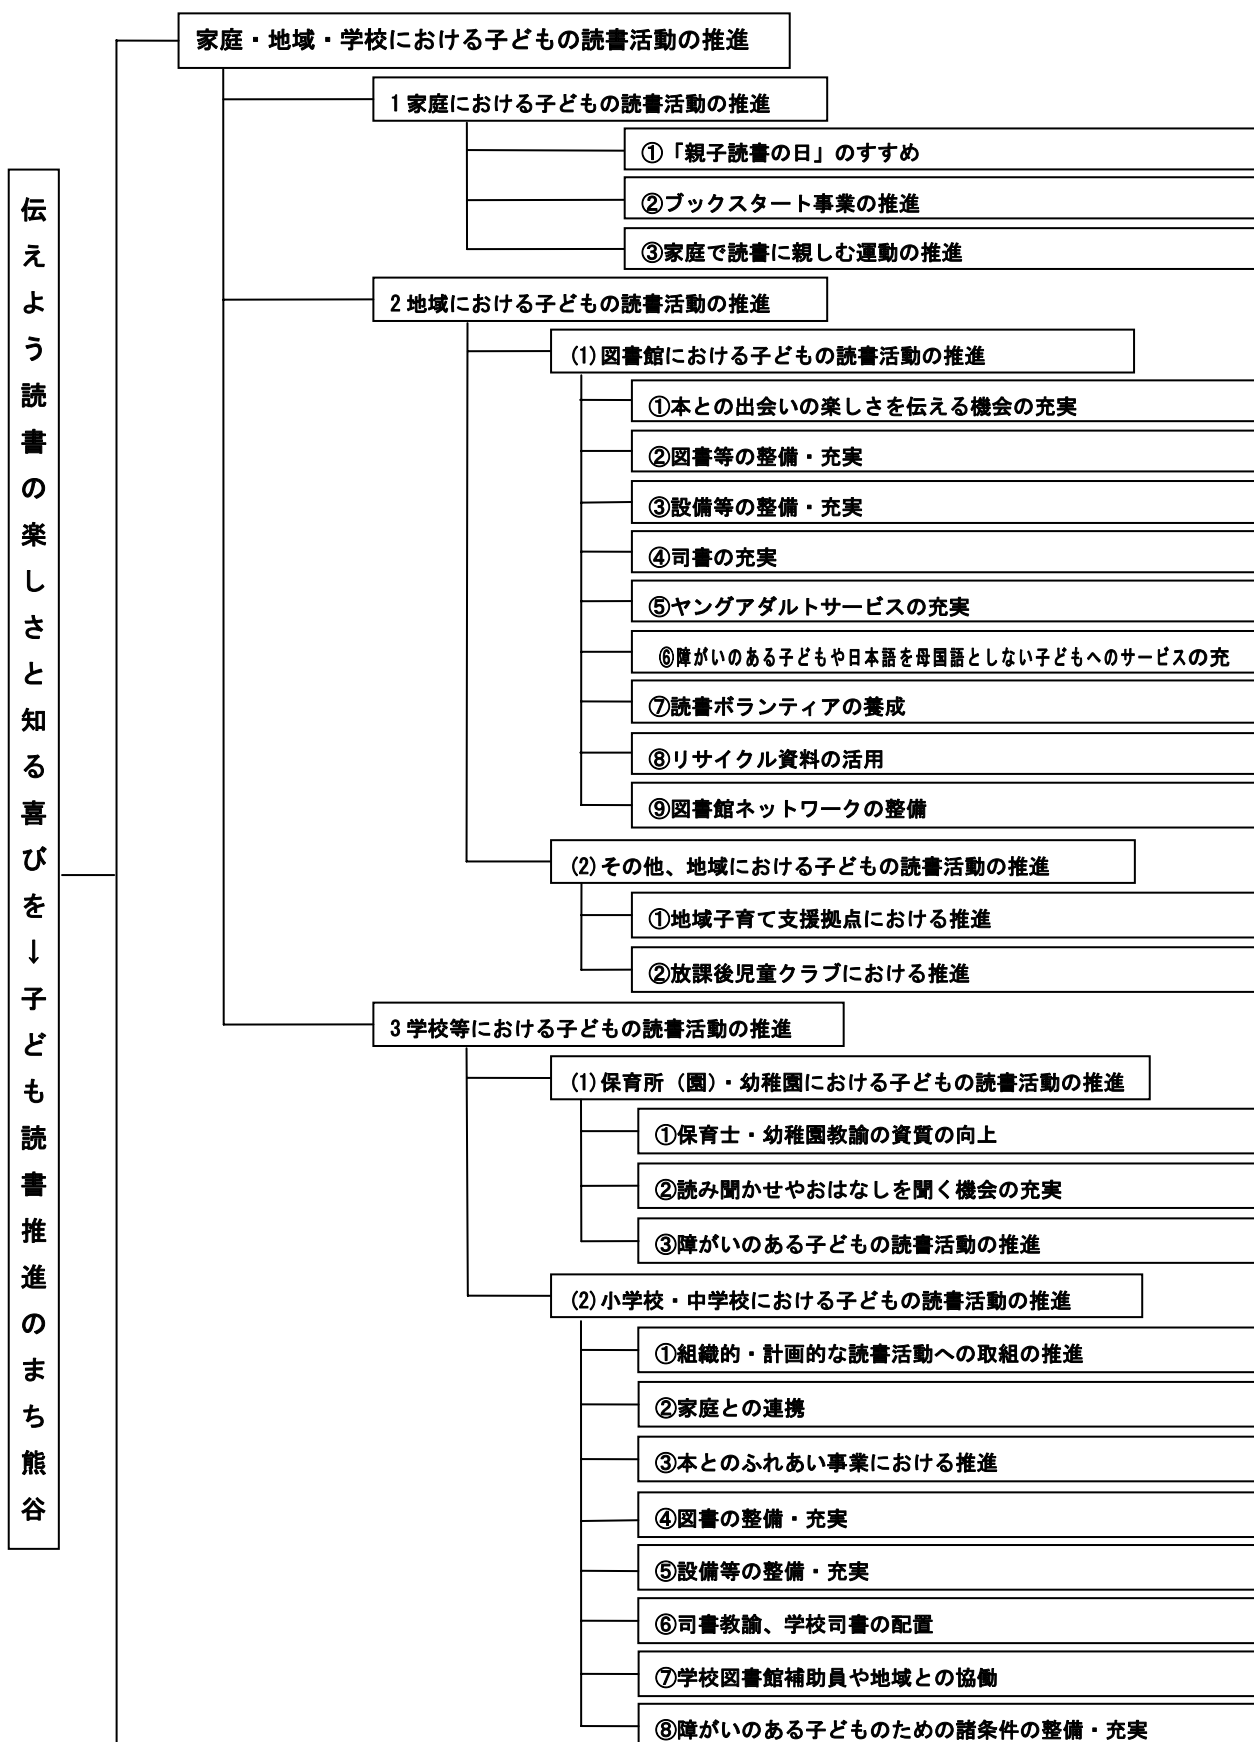 伝えよう読書の楽しさと知る喜びを↓子ども読書推進のまち熊谷
家庭・地域・学校における子どもの読書活動の推進
1 家庭における子どもの読書活動の推進
①「親子読書の日」のすすめ
②ブックスタート事業の推進
③家庭で読書に親しむ運動の推進
2 地域における子どもの読書活動の推進
(1)図書館における子どもの読書活動の推進
①本との出会いの楽しさを伝える機会の充実
②図書等の整備・充実
③設備等の整備・充実
④司書の充実
⑤ヤングアダルトサービスの充実
⑥障がいのある子どもや日本語を母国語としない子どもへのサービスの充
⑦読書ボランティアの養成
⑧リサイクル資料の活用
⑨図書館ネットワークの整備
(2)その他、地域における子どもの読書活動の推進
①地域子育て支援拠点における推進
②放課後児童クラブにおける推進
3 学校等における子どもの読書活動の推進
(1)保育所（園）・幼稚園における子どもの読書活動の推進
①保育士・幼稚園教諭の資質の向上
②読み聞かせやおはなしを聞く機会の充実
③障がいのある子どもの読書活動の推進
(2)小学校・中学校における子どもの読書活動の推進
①組織的・計画的な読書活動への取組の推進
②家庭との連携
③本とのふれあい事業における推進
④図書の整備・充実
⑤設備等の整備・充実
⑥司書教諭、学校司書の配置
⑦学校図書館補助員や地域との協働
⑧障がいのある子どものための諸条件の整備・充実